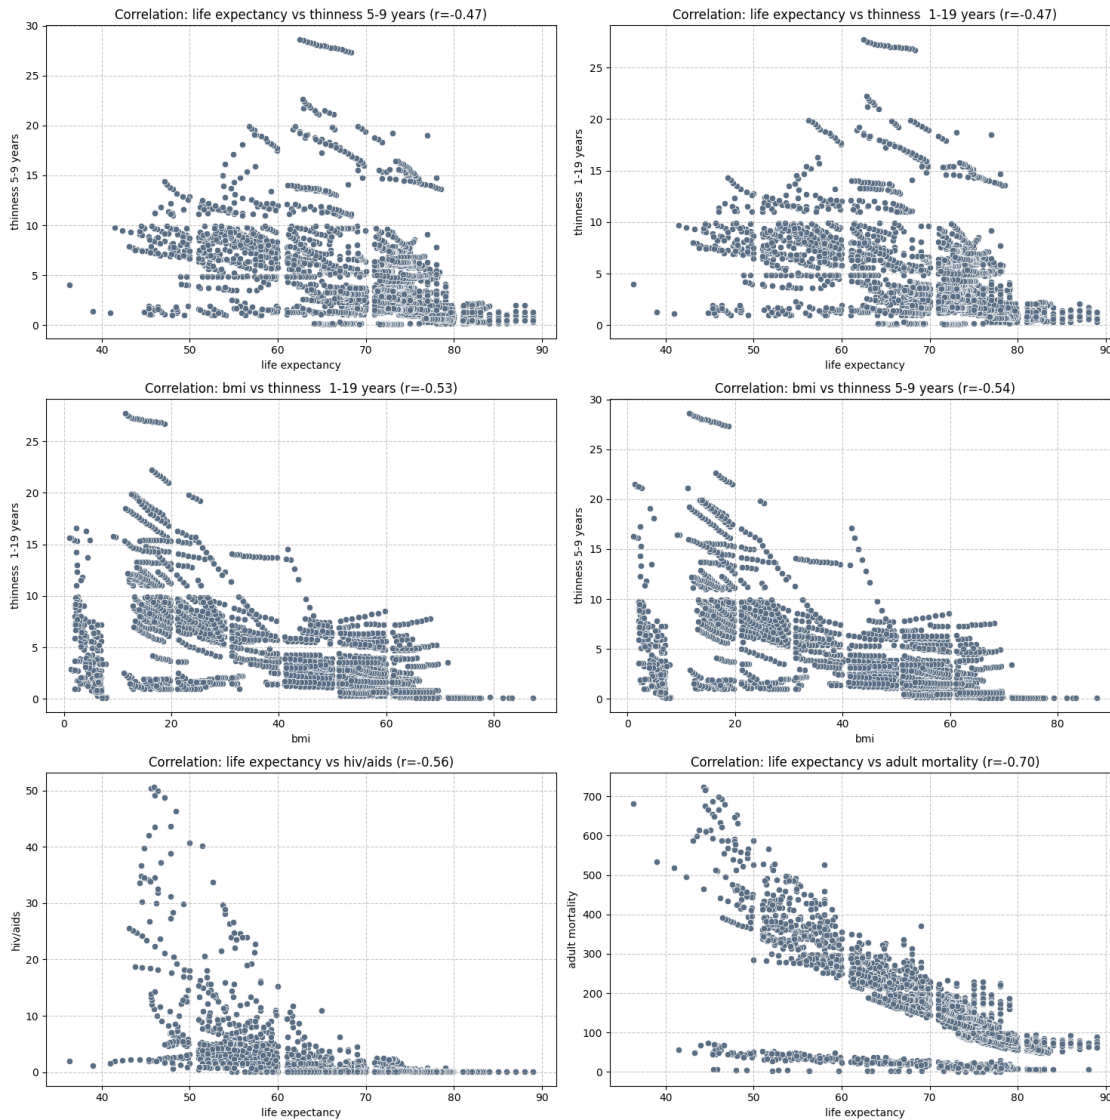 Correlation: life expectancy vs thinness 5-9 years (r=-0.47)
thinness 5-9 years
30
25
20
15
10
5
0
40 50 60 70 80 90
life expectancy
Correlation: life expectancy vs thinness  1-19 years (r=-0.47)
thinness  1-19 years
25
20
15
10
5
0
40 50 60 70 80 90
life expectancy
Correlation: bmi vs thinness  1-19 years (r=-0.53)
thinness  1-19 years
25
20
15
10
5
0
0 20 40 60 80
bmi
Correlation: bmi vs thinness 5-9 years (r=-0.54)
thinness 5-9 years
30
25
20
15
10
5
0
0 20 40 60 80
bmi
Correlation: life expectancy vs hiv/aids (r=-0.56)
hiv/aids
50
40
30
20
10
0
40 50 60 70 80 90
life expectancy
Correlation: life expectancy vs adult mortality (r=-0.70)
adult mortality
700
600
500
400
300
200
100
0
40 50 60 70 80 90
life expectancy